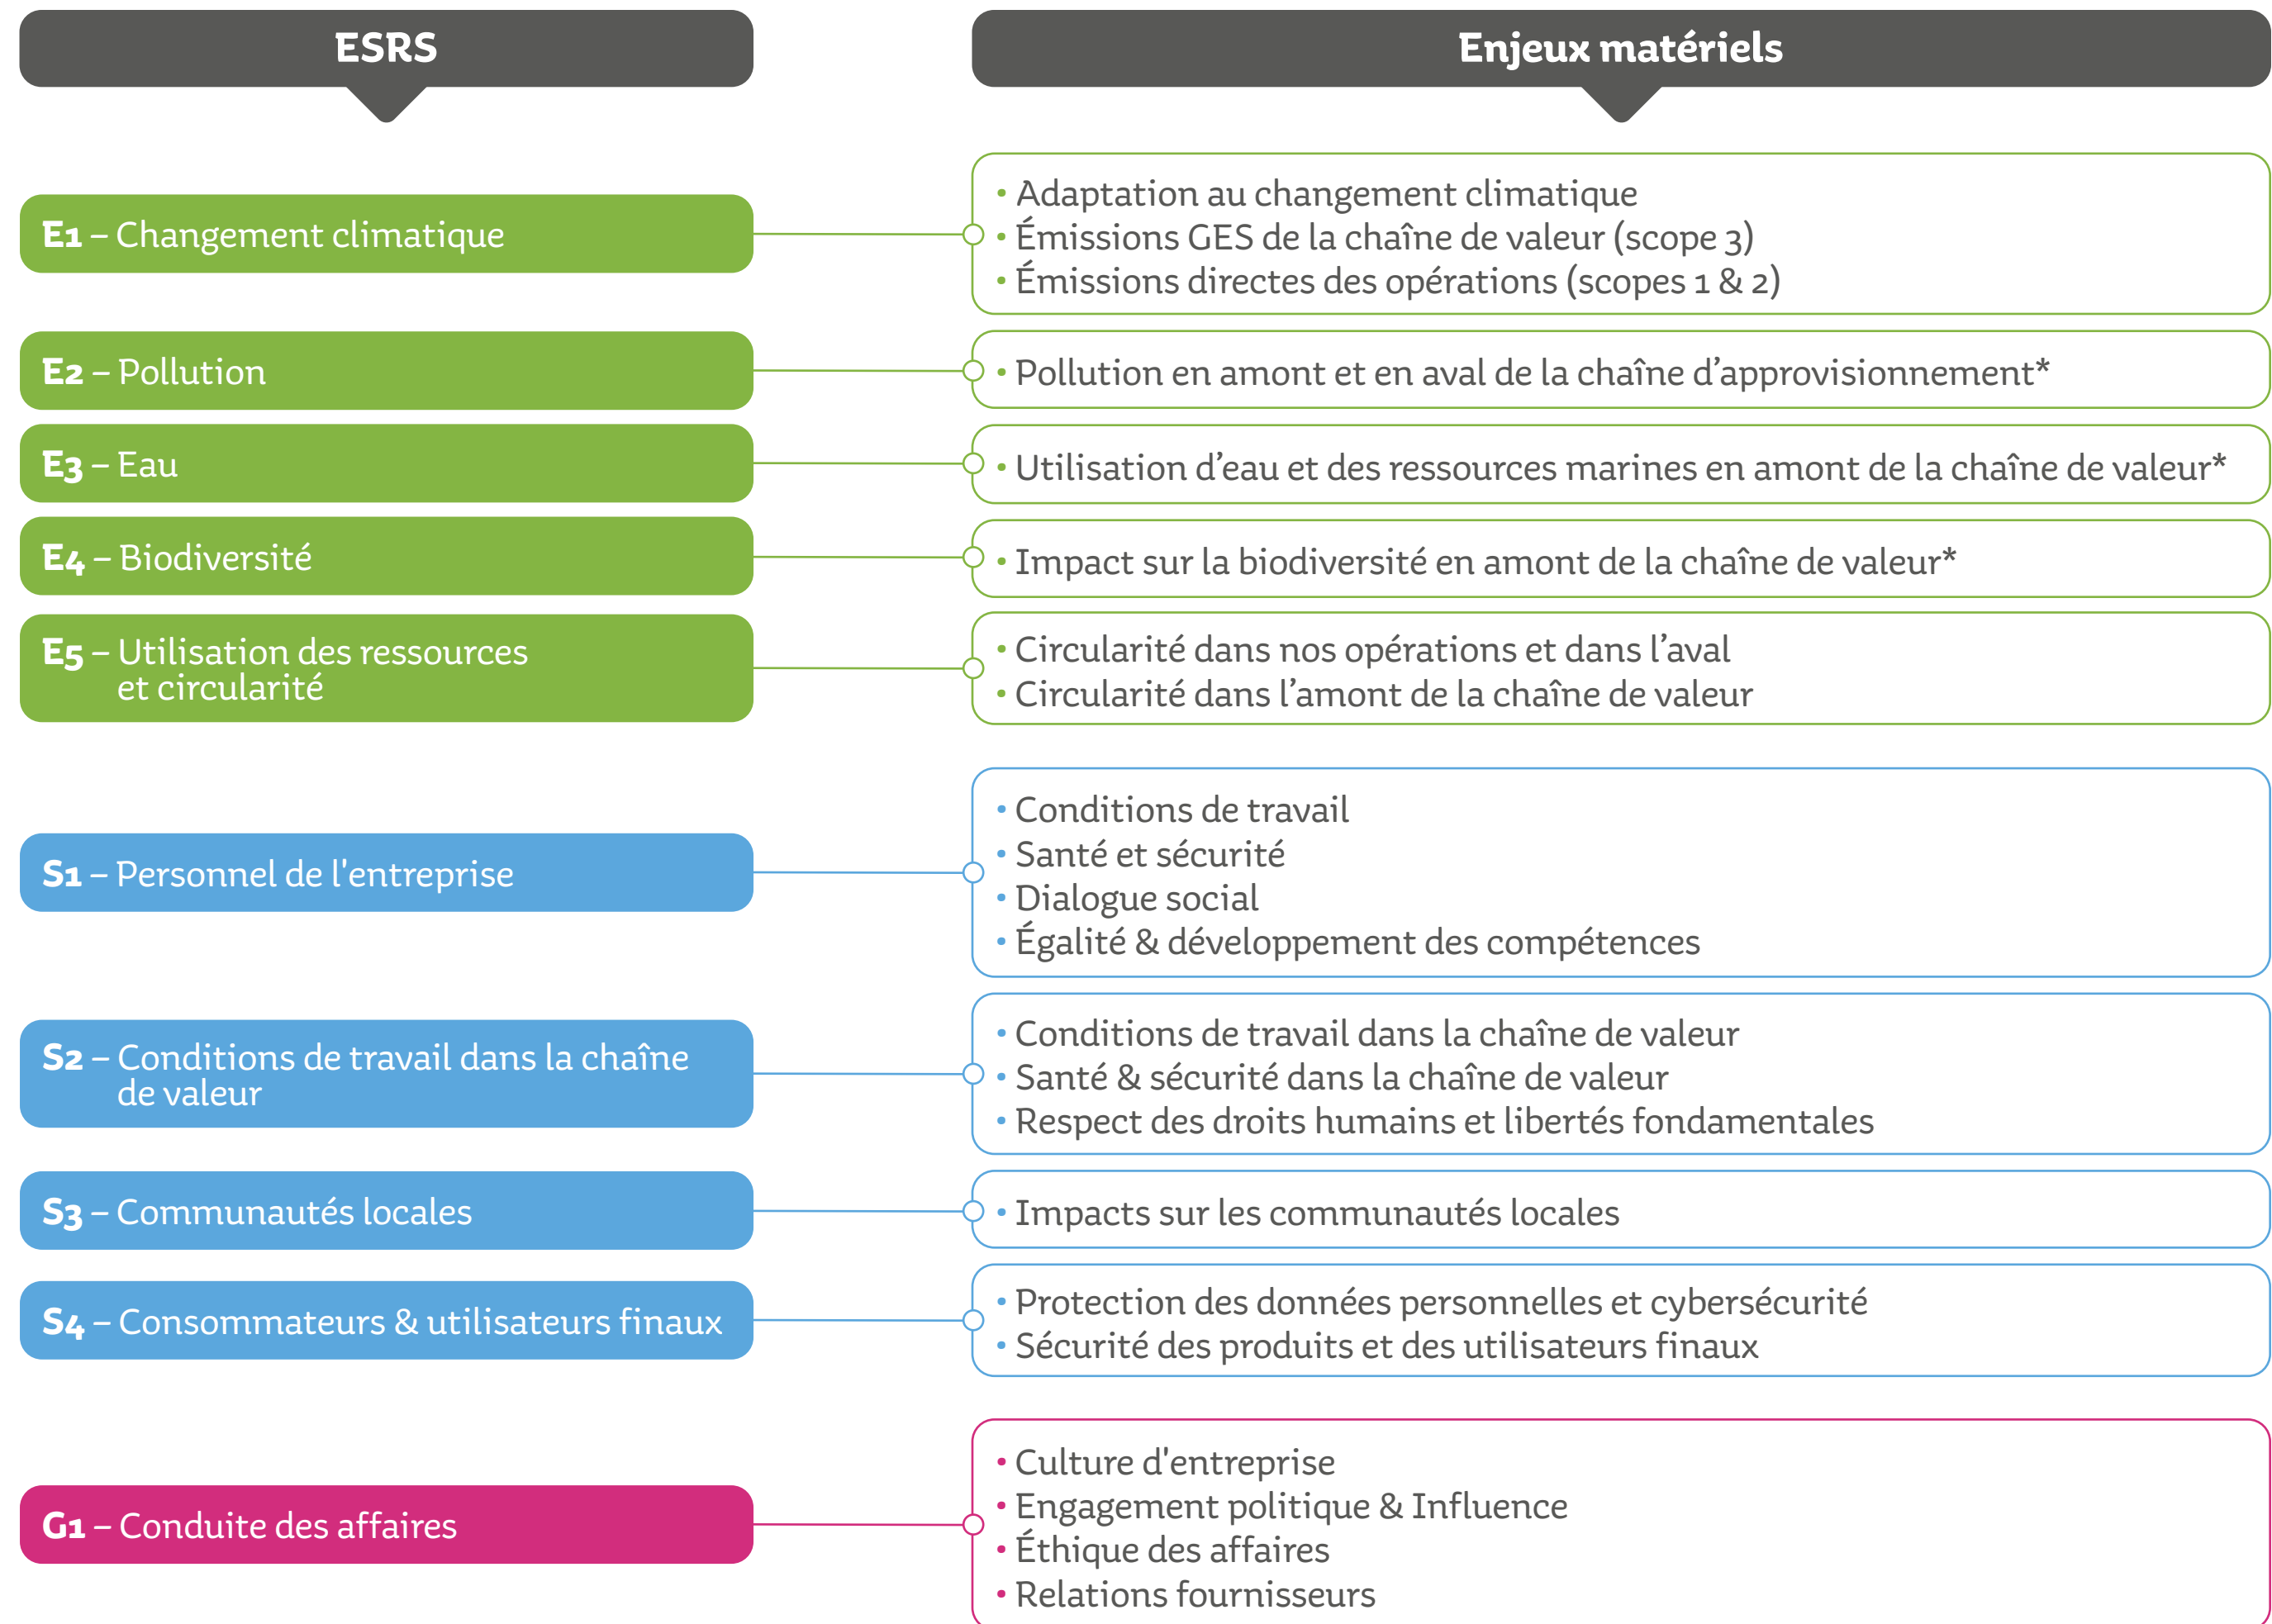 ESRS
Enjeux matériels
E1 – Changement climatique
• Adaptation au changement climatique
• Émissions GES de la chaîne de valeur (scope 3)
• Émissions directes des opérations (scopes 1 & 2)
E2 – Pollution
• Pollution en amont et en aval de la chaîne d’approvisionnement*
E3 – Eau
• Utilisation d’eau et des ressources marines en amont de la chaîne de valeur*
E4 – Biodiversité
• Impact sur la biodiversité en amont de la chaîne de valeur*
E5 – Utilisation des ressources
et circularité
• Circularité dans nos opérations et dans l’aval
• Circularité dans l’amont de la chaîne de valeur
S1 – Personnel de l'entreprise
• Conditions de travail
• Santé et sécurité
• Dialogue social
• Égalité & développement des compétences
S2 – Conditions de travail dans la chaîne
de valeur
• Conditions de travail dans la chaîne de valeur
• Santé & sécurité dans la chaîne de valeur
• Respect des droits humains et libertés fondamentales
S3 – Communautés locales
• Impacts sur les communautés locales
S4 – Consommateurs & utilisateurs finaux
• Protection des données personnelles et cybersécurité
• Sécurité des produits et des utilisateurs finaux
G1 – Conduite des affaires
• Culture d'entreprise
• Engagement politique & Influence
• Éthique des affaires
• Relations fournisseurs